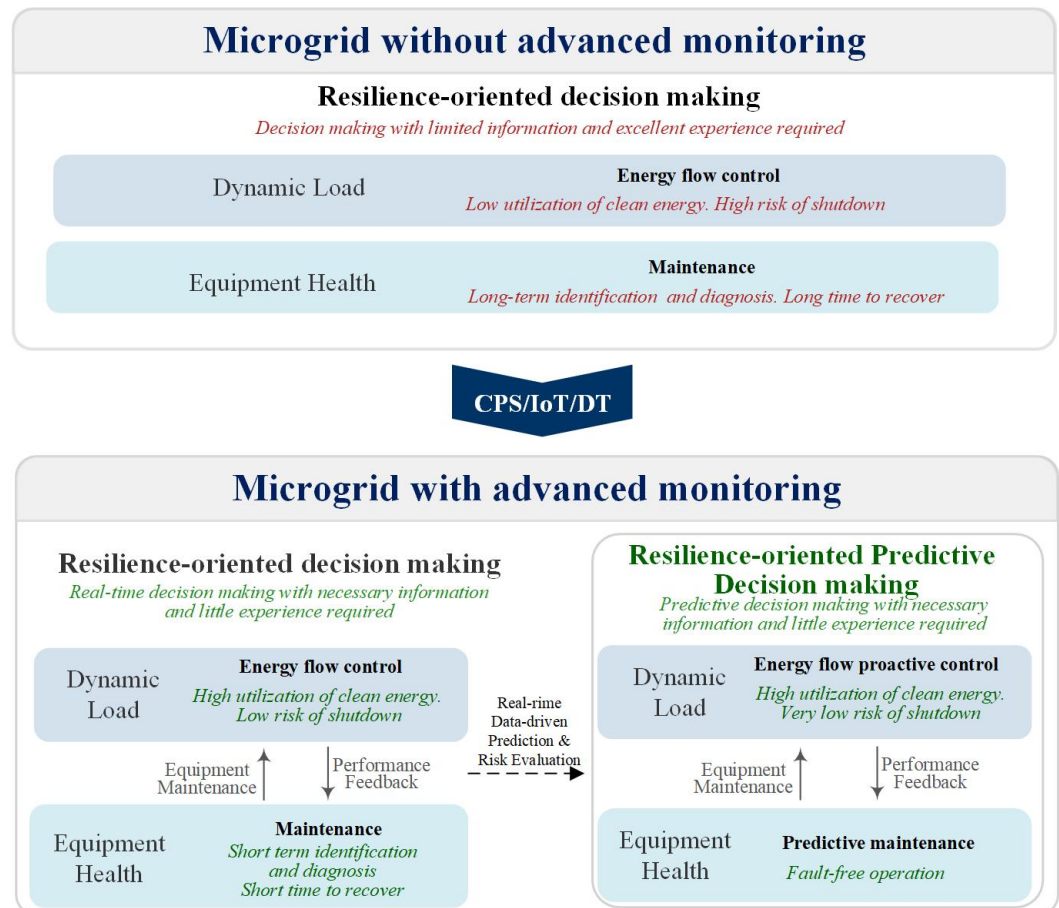 Microgrid without advanced monitoring
Resilience-oriented decision making
Decision making with limited information and excellent experience required
Dynamic Load
Energy flow control
Low utilization of clean energy. High risk of shutdown
Equipment Health
Maintenance
Long-term identification and diagnosis. Long time to recover
CPS/IoT/DT
Microgrid with advanced monitoring
Resilience-oriented decision making
Real-time decision making with necessary information
and little experience required
Dynamic
Load
Energy flow control
High utilization of clean energy.
Low risk of shutdown
Equipment
Maintenance
Performance
Feedback
Equipment
Health
Maintenance
Short term identification
and diagnosis
Short time to recover
Real-rime
Data-driven
Prediction &
Risk Evaluation
Resilience-oriented Predictive
Decision making
Predictive decision making with necessary
information and little experience required
Dynamic
Load
Energy flow proactive control
High utilization of clean energy.
Very low risk of shutdown
Equipment
Maintenance
Performance
Feedback
Equipment
Health
Predictive maintenance
Fault-free operation